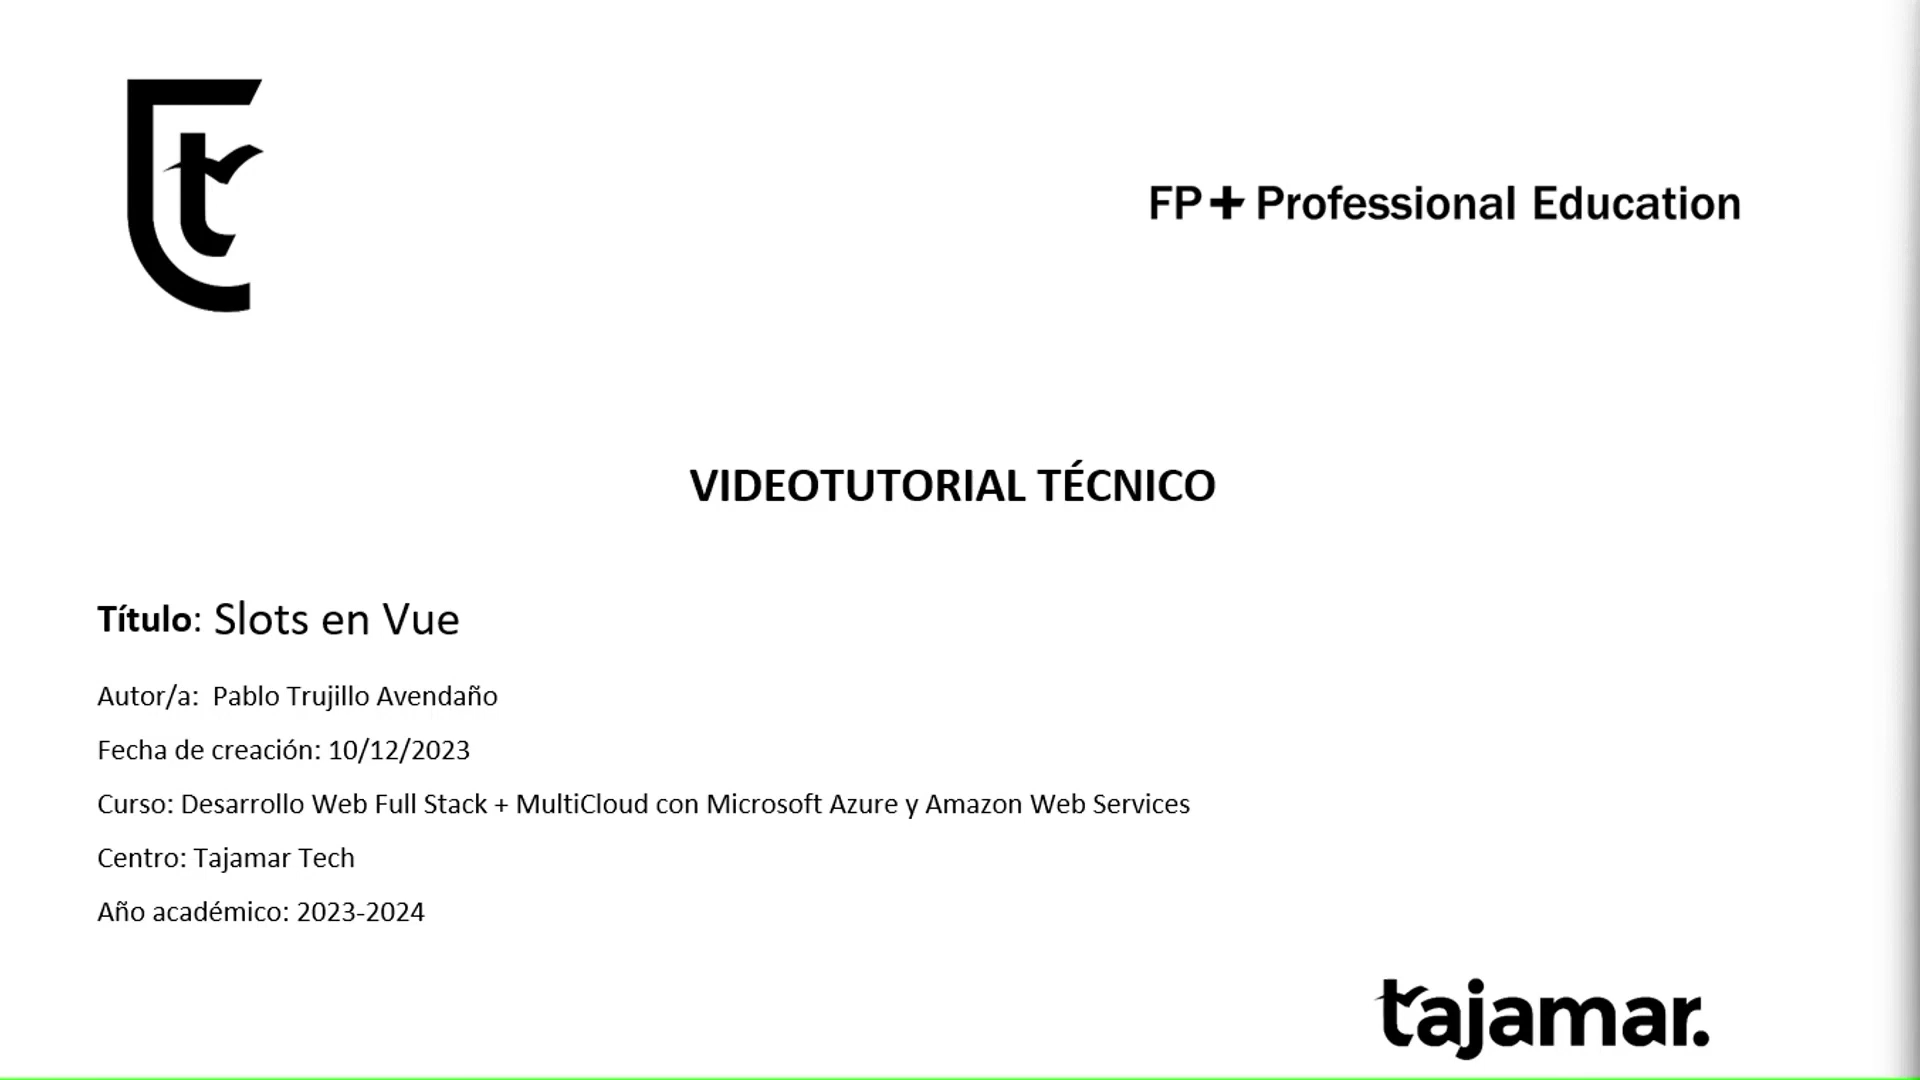 FP+ Professional Education
VIDEOTUTORIAL TÉCNICO
Título: Slots en Vue
Autor/a: Pablo Trujillo Avendaño
Fecha de creación: 10/12/2023
Curso: Desarrollo Web Full Stack + MultiCloud con Microsoft Azure y Amazon Web Services
Centro: Tajamar Tech
Año académico: 2023-2024
tajamar.